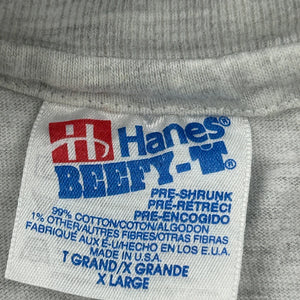 H Hanes®
BEEFY-T®
PRE-SHRUNK
PRE-RETRECI
PRE-ENCOGIDO
99% COTTON/COTON/ALGODON
1% OTHER/AUTRES FIBRES/OTRAS FIBRAS
FABRIQUÉ AUX É-U/HECHO EN LOS E.U.A.
MADE IN U.S.A.
T GRAND/X GRANDE
X LARGE